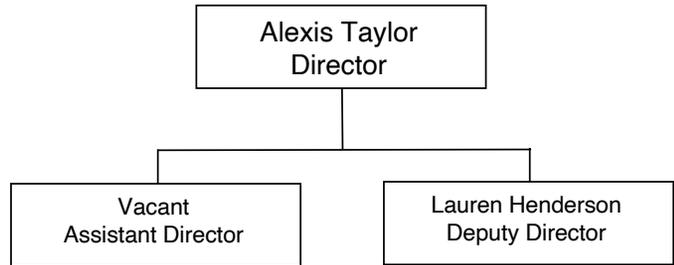 Alexis Taylor
Director
Vacant
Assistant Director
Lauren Henderson
Deputy Director